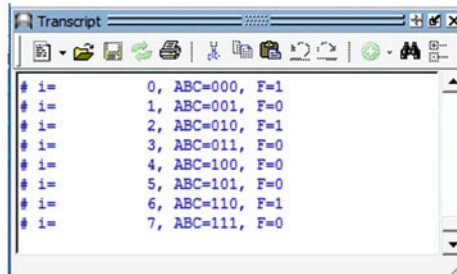 Transcript
# i=          0, ABC=000, F=1
# i=          1, ABC=001, F=0
# i=          2, ABC=010, F=1
# i=          3, ABC=011, F=0
# i=          4, ABC=100, F=0
# i=          5, ABC=101, F=0
# i=          6, ABC=110, F=1
# i=          7, ABC=111, F=0